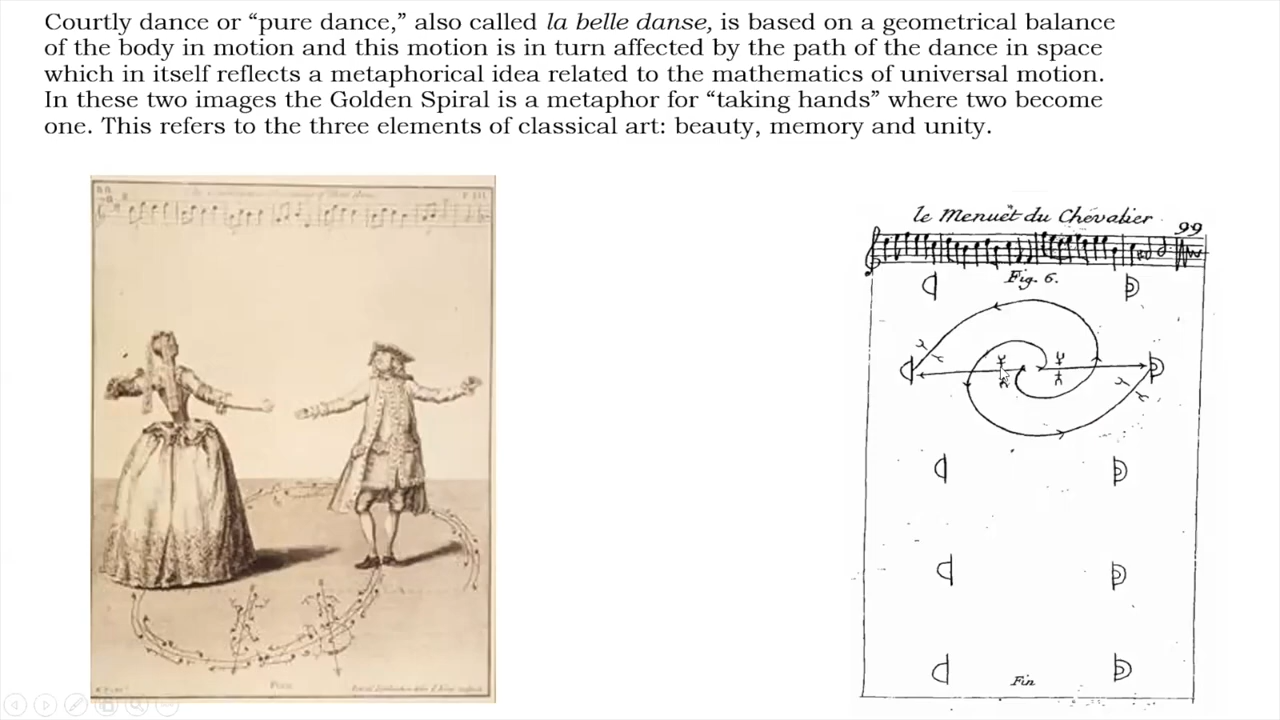 Courtly dance or “pure dance,” also called la belle danse, is based on a geometrical balance
of the body in motion and this motion is in turn affected by the path of the dance in space
which in itself reflects a metaphorical idea related to the mathematics of universal motion.
In these two images the Golden Spiral is a metaphor for “taking hands” where two become
one. This refers to the three elements of classical art: beauty, memory and unity.
le Menuët du Chevalier
99
Fig. 6.
Fin